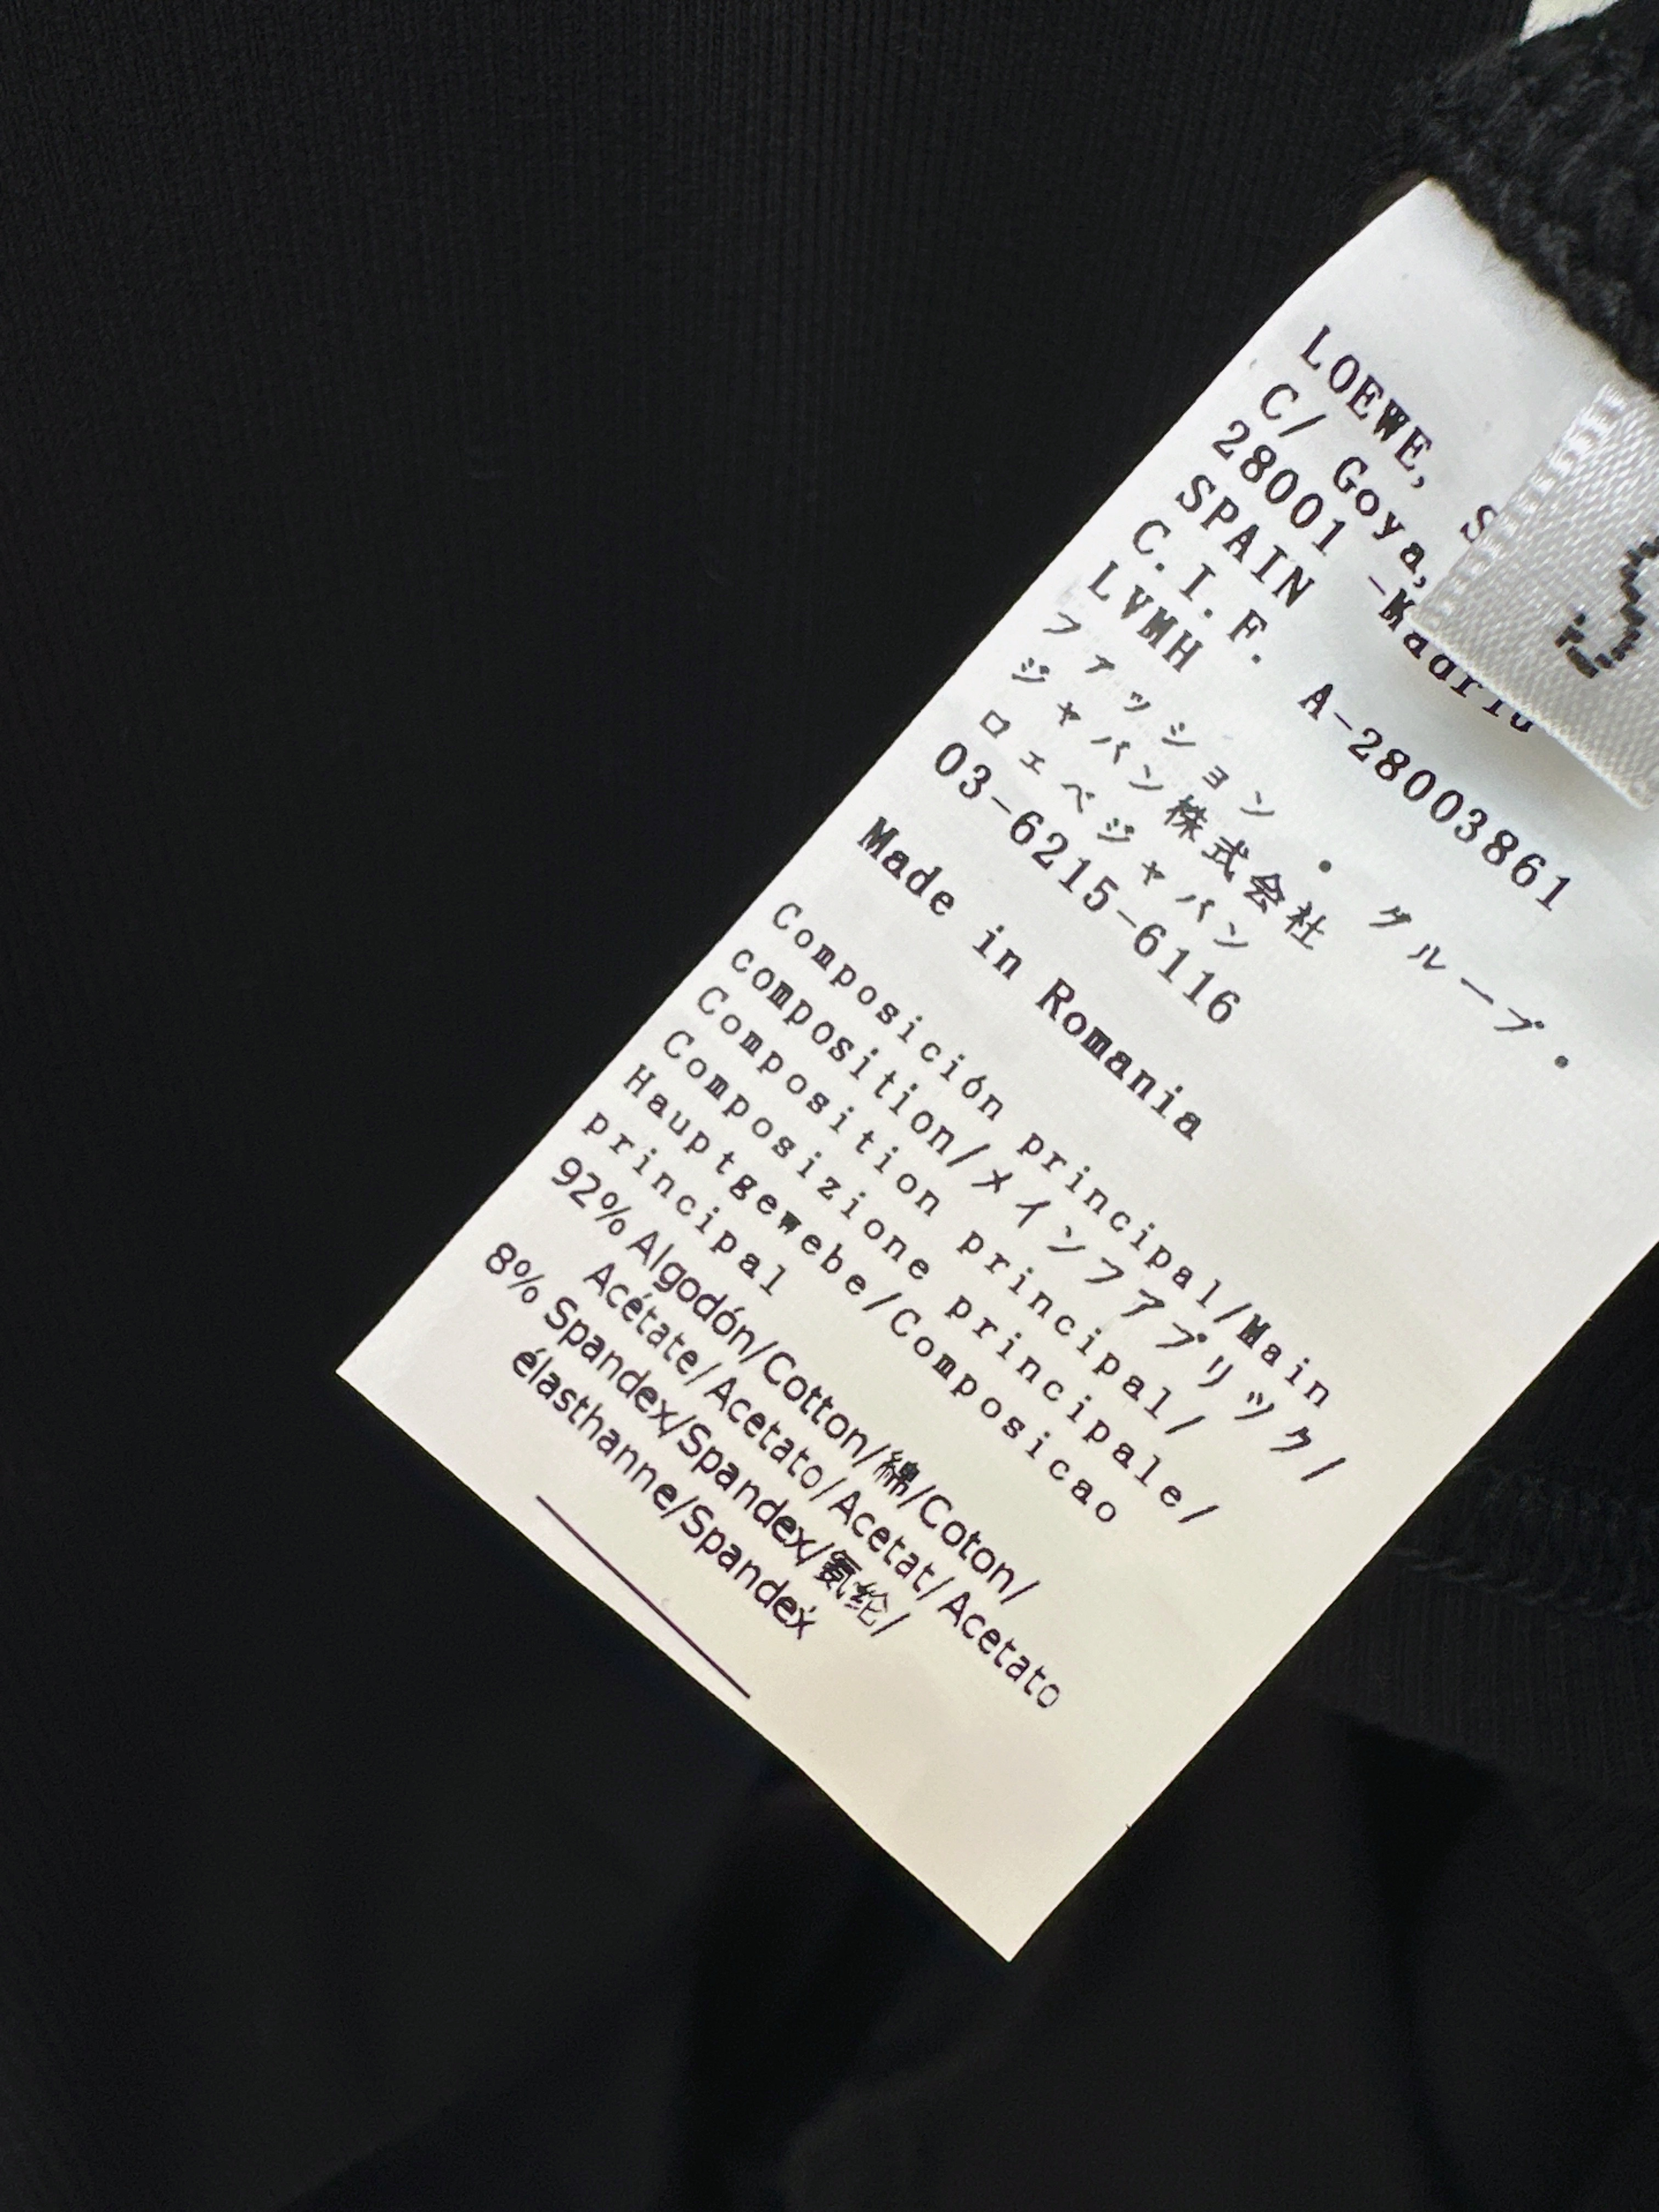 LOEWE, S
C/ Goya,
28001 -Madrid
SPAIN
C.I.F. A-28003861
LVMH
ファッション・グループ・
ジャパン株式会社
ロエベジャパン
03-6215-6116
Made in Romania
Composición principal/Main
composition/メインファブリック/
Composition principal/
Composizione principale/
Hauptgewebe/Composicao
principal
92% Algodón/Cotton/綿/Coton/
Acétate/Acetato/Acetat/Acetato
8% Spandex/Spandex/氨纶/
élasthanne/Spandex
S